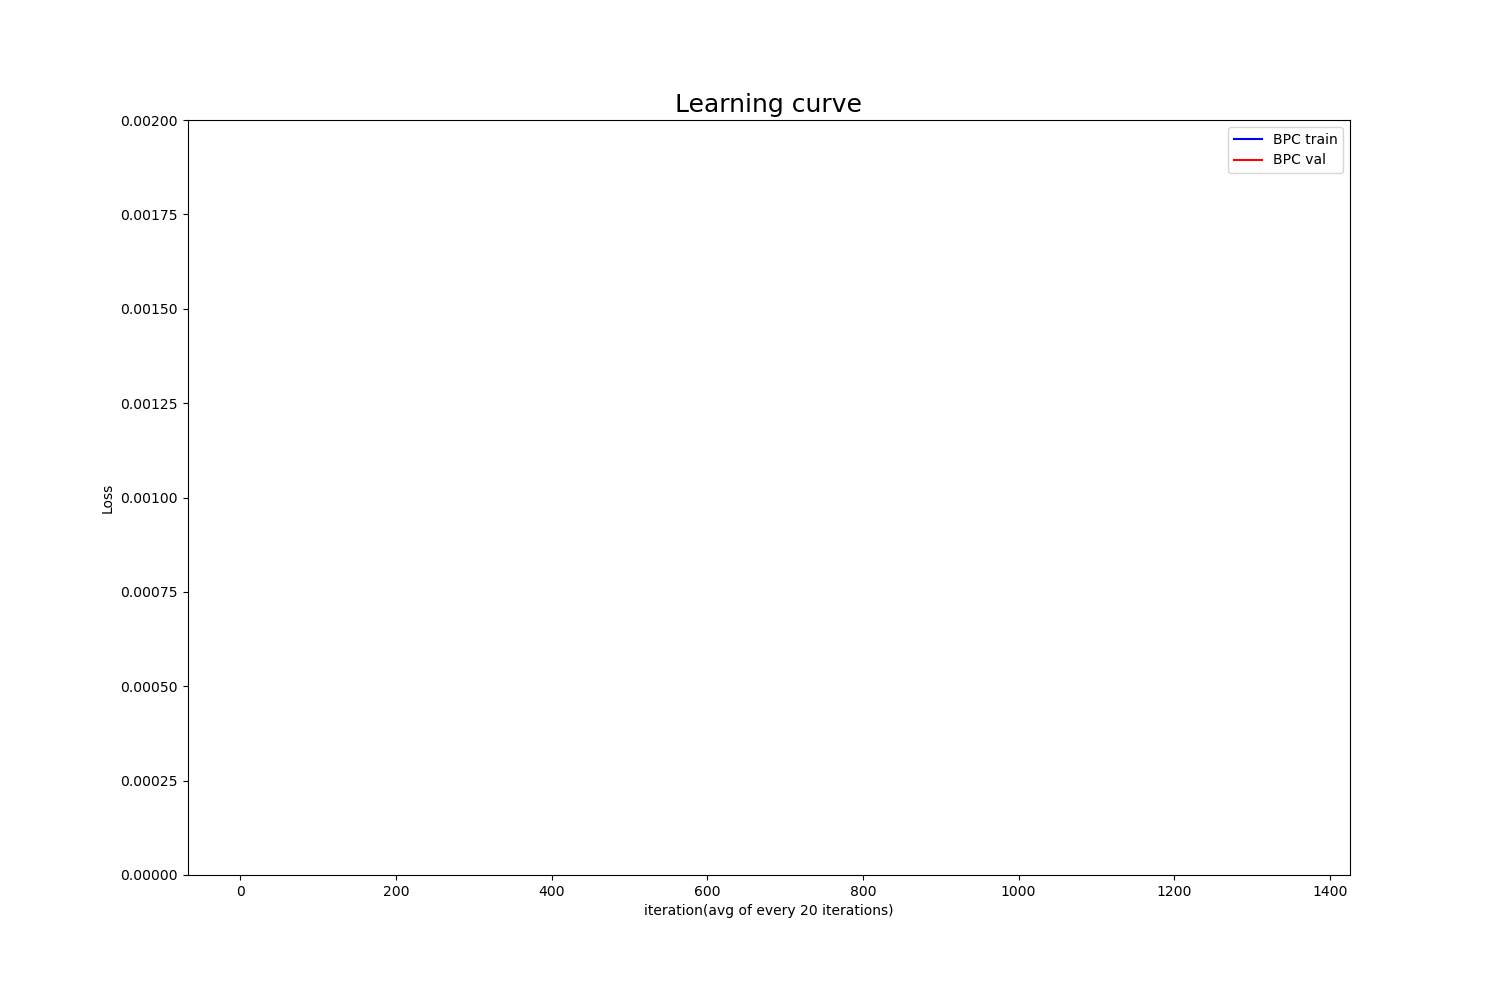 Learning curve
BPC train
BPC val
0.00200
0.00175
0.00150
0.00125
0.00100
0.00075
0.00050
0.00025
0.00000
Loss
0 200 400 600 800 1000 1200 1400
iteration(avg of every 20 iterations)